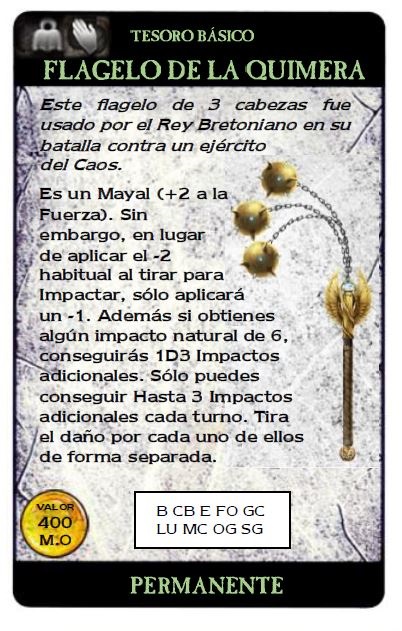 TESORO BÁSICO
FLAGELO DE LA QUIMERA
Este flagelo de 3 cabezas fue
usado por el Rey Bretoniano en su
batalla contra un ejército
del Caos.
Es un Mayal (+2 a la
Fuerza). Sin
embargo, en lugar
de aplicar el -2
habitual al tirar para
Impactar, sólo aplicará
un -1. Además si obtienes
algún impacto natural de 6,
conseguirás 1D3 Impactos
adicionales. Sólo puedes
conseguir Hasta 3 Impactos
adicionales cada turno. Tira
el daño por cada uno de ellos
de forma separada.
VALOR
400
M.O
B CB E FO GC
LU MC OG SG
PERMANENTE